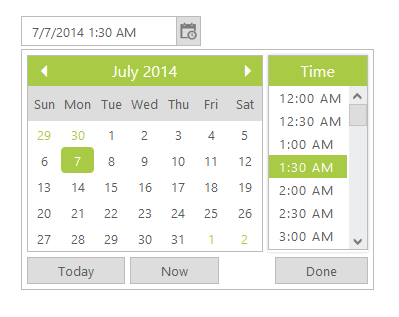 7/7/2014 1:30 AM
July 2014
Sun Mon Tue Wed Thu Fri Sat
29 30 1 2 3 4 5
6 7 8 9 10 11 12
13 14 15 16 17 18 19
20 21 22 23 24 25 26
27 28 29 30 31 1 2
Time
12:00 AM
12:30 AM
1:00 AM
1:30 AM
2:00 AM
2:30 AM
3:00 AM
Today Now Done